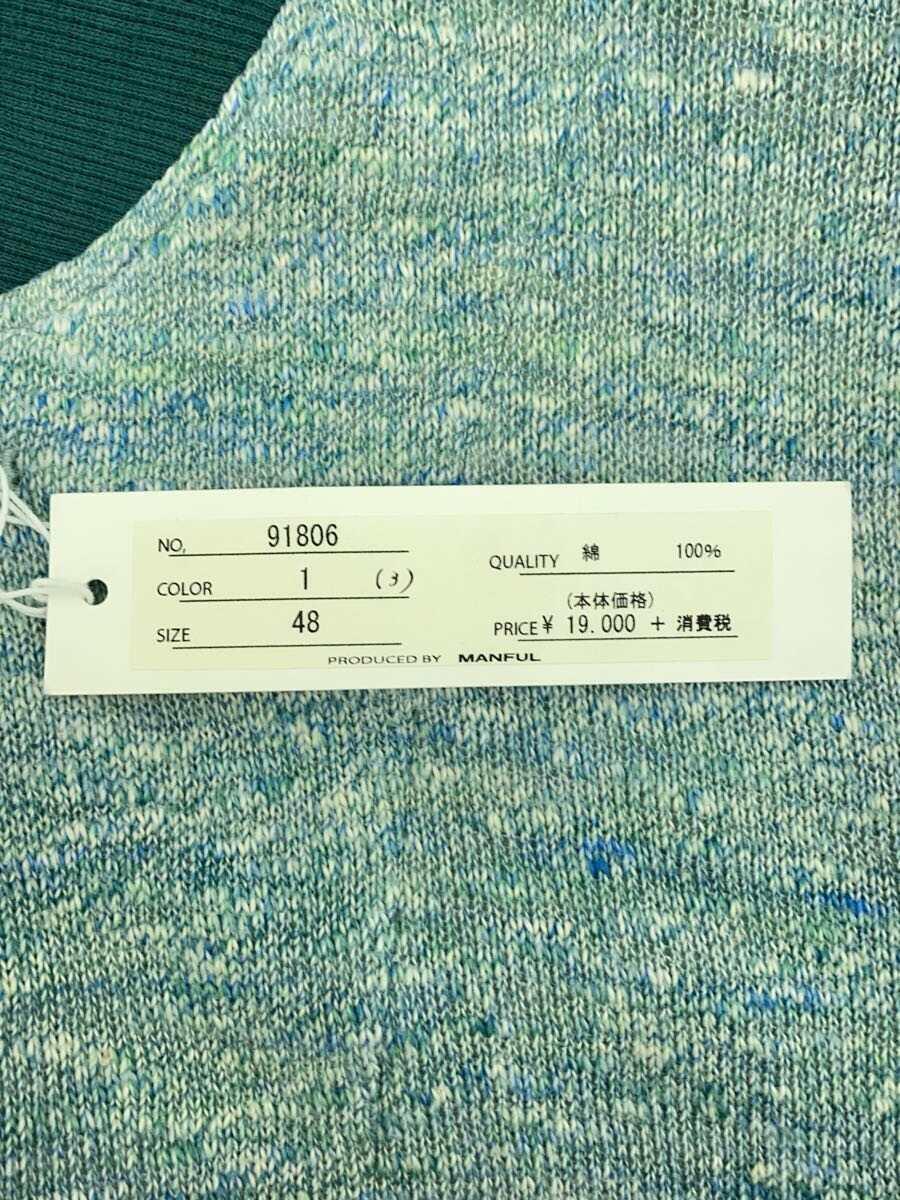 NO, 91806
COLOR 1 (3)
SIZE 48
QUALITY 綿 100%
(本体価格)
PRICE ¥ 19.000 + 消費税
PRODUCED BY MANFUL